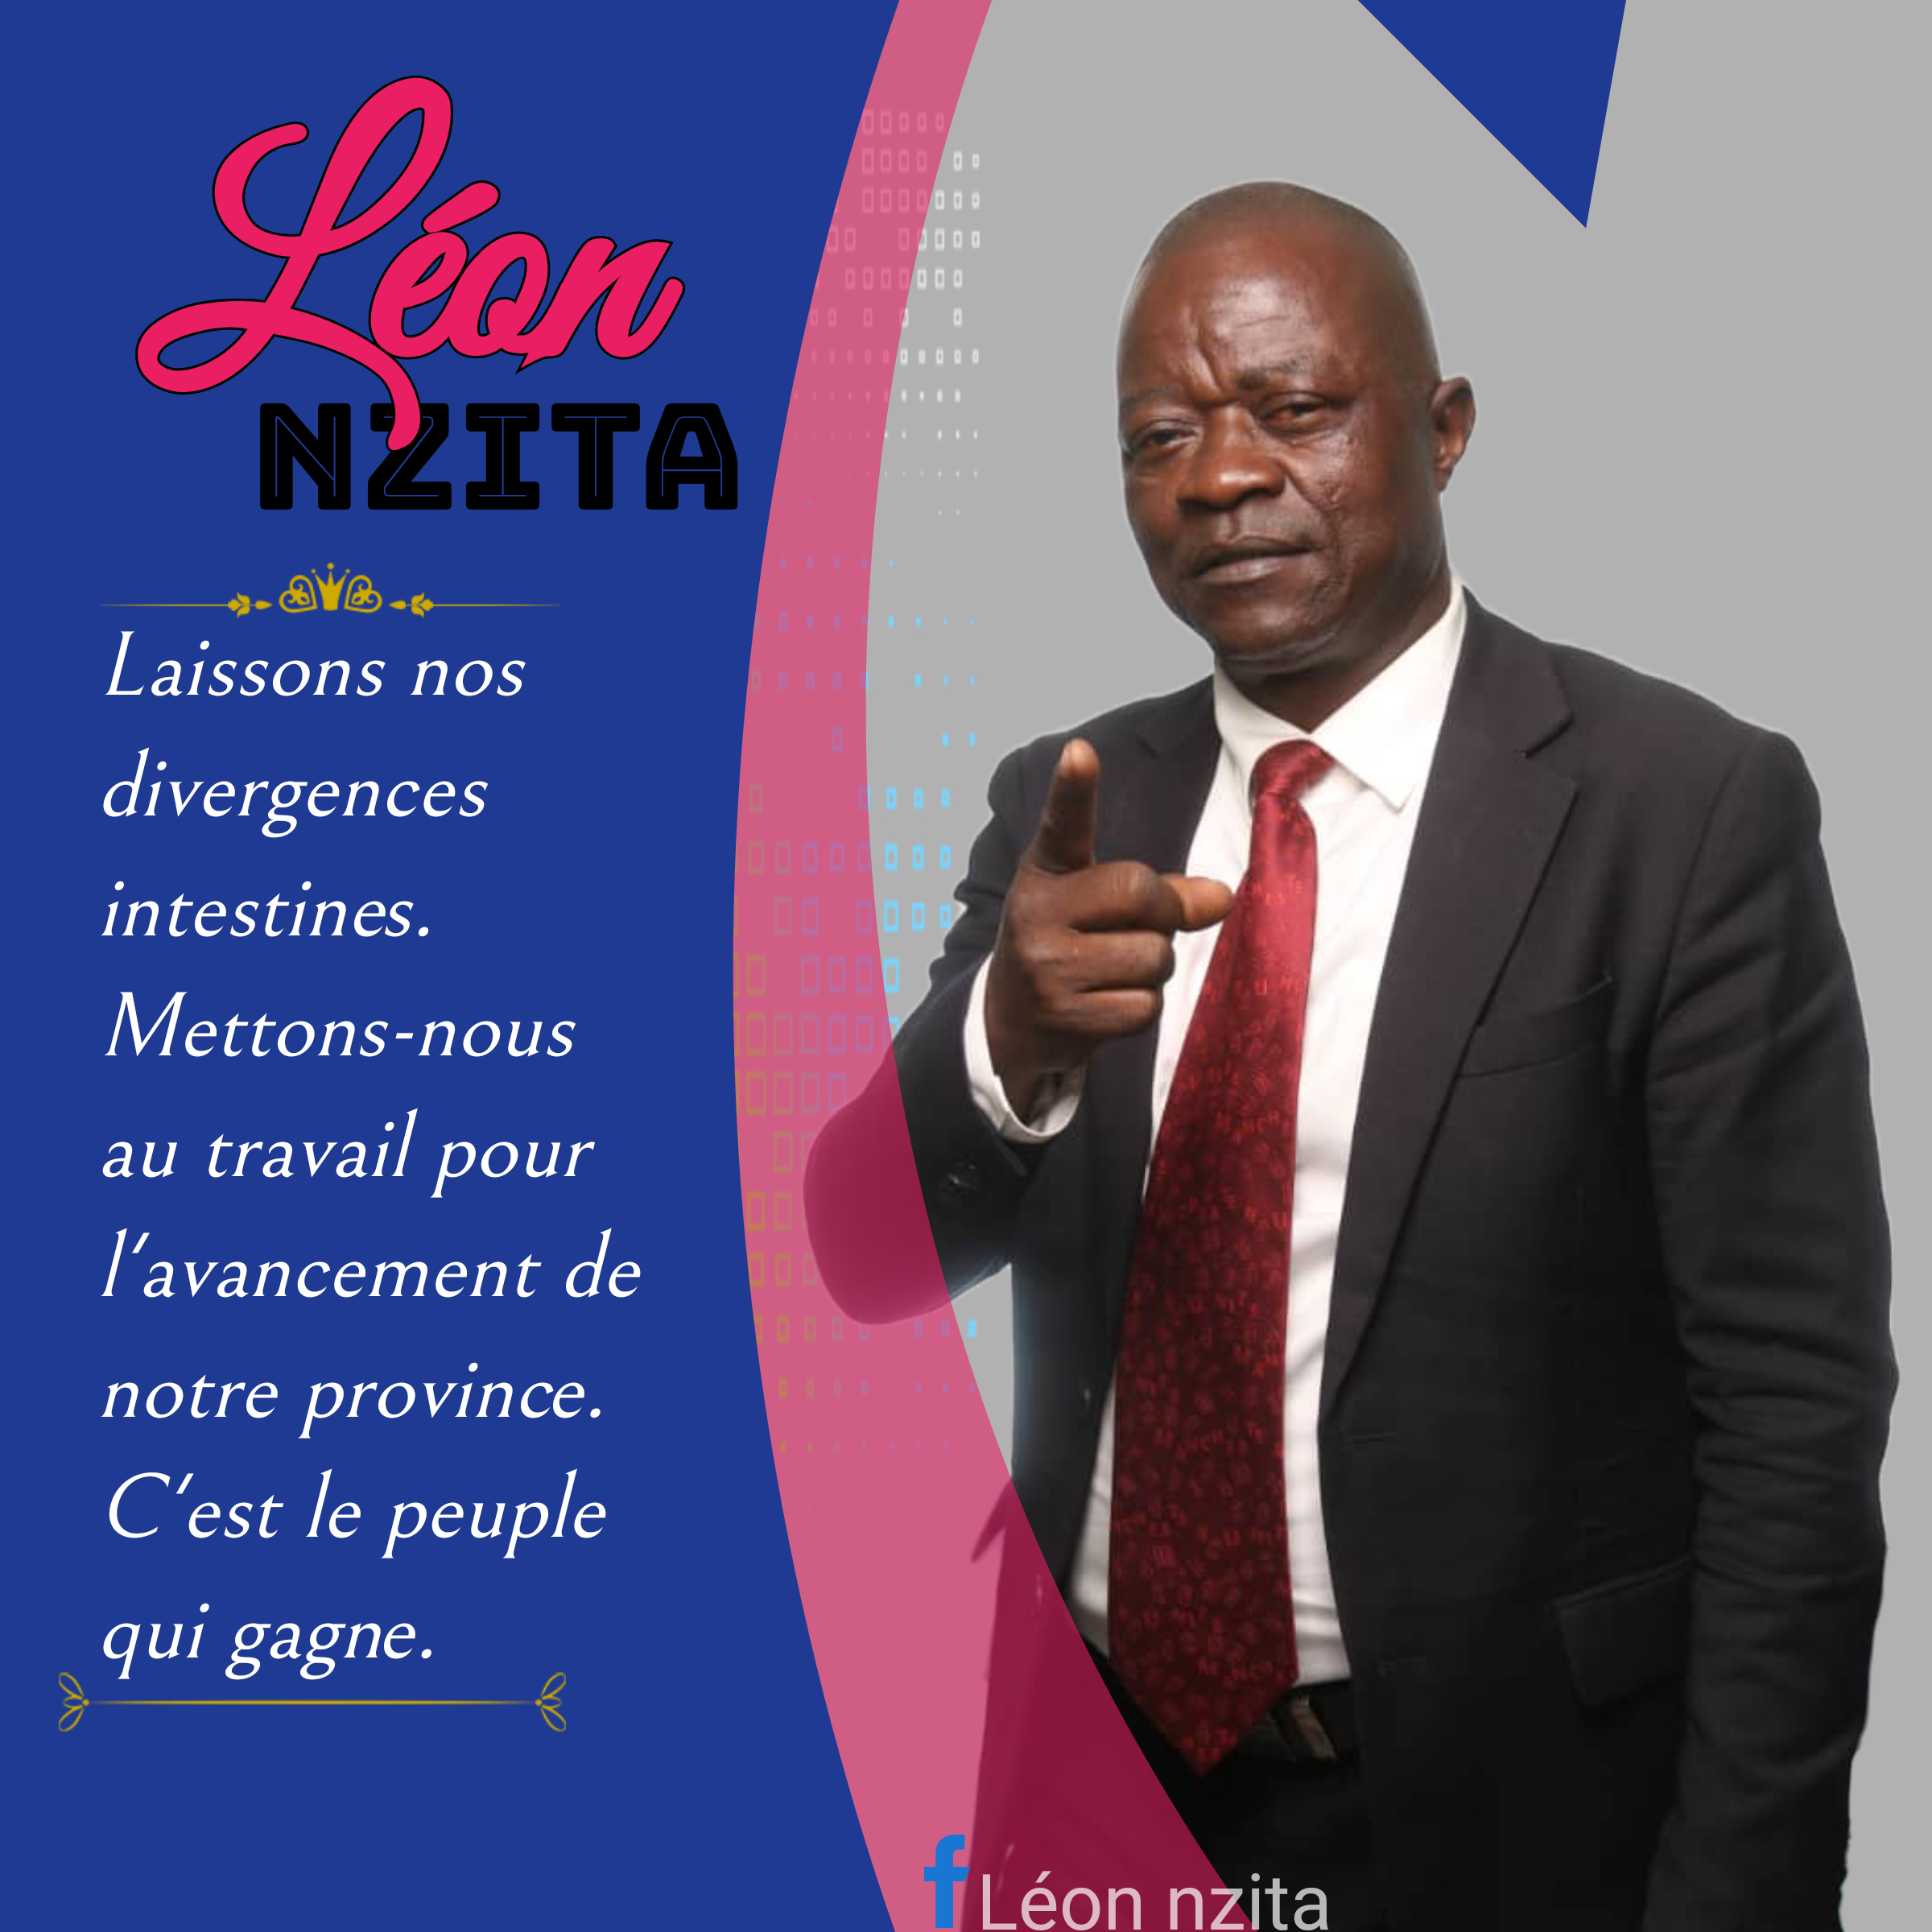 Léon
NZITA
Laissons nos
divergences
intestines.
Mettons-nous
au travail pour
l'avancement de
notre province.
C'est le peuple
qui gagne.
f Léon nzita